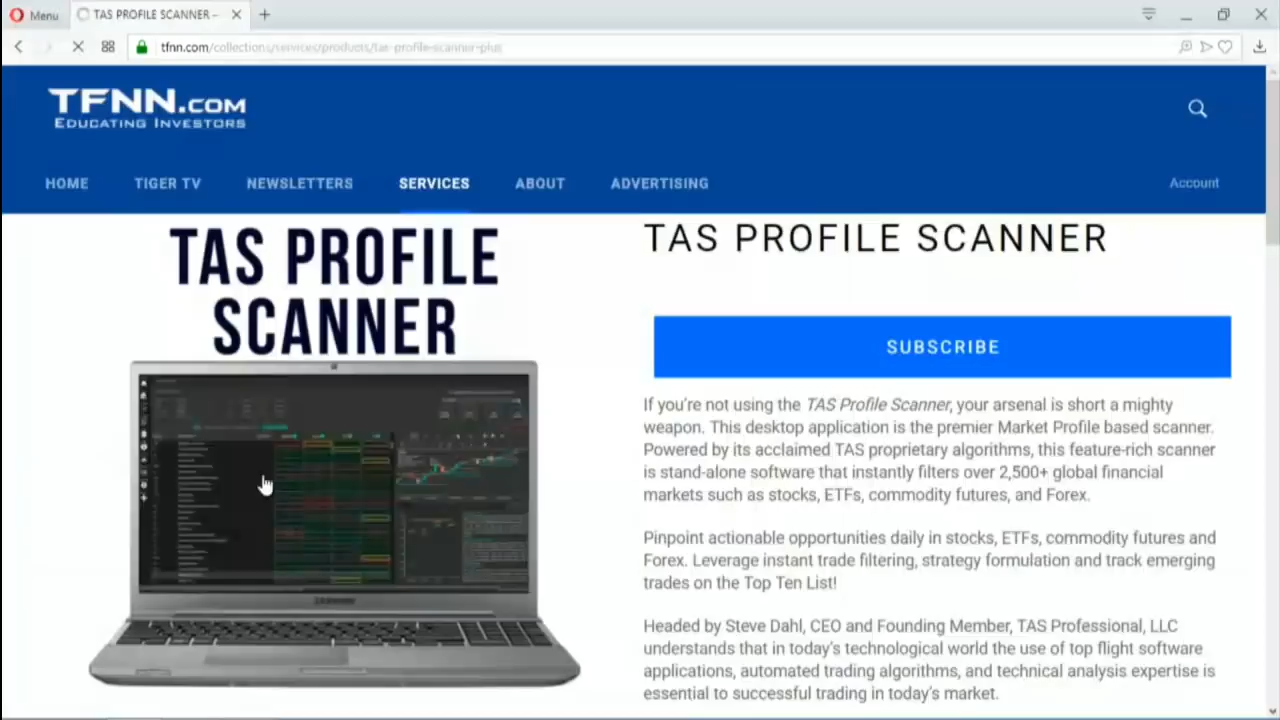 Menu
TAS PROFILE SCANNER –
tfnn.com/collections/services/products/tas-profile-scanner-plus
TFNN.COM
EDUCATING INVESTORS
HOME TIGER TV NEWSLETTERS SERVICES ABOUT ADVERTISING Account
TAS PROFILE
SCANNER
TAS PROFILE SCANNER
SUBSCRIBE
If you're not using the TAS Profile Scanner, your arsenal is short a mighty
weapon. This desktop application is the premier Market Profile based scanner.
Powered by its acclaimed TAS proprietary algorithms, this feature-rich scanner
is stand-alone software that instantly filters over 2,500+ global financial
markets such as stocks, ETFs, commodity futures, and Forex.
Pinpoint actionable opportunities daily in stocks, ETFs, commodity futures and
Forex. Leverage instant trade filtering, strategy formulation and track emerging
trades on the Top Ten List!
Headed by Steve Dahl, CEO and Founding Member, TAS Professional, LLC
understands that in today's technological world the use of top flight software
applications, automated trading algorithms, and technical analysis expertise is
essential to successful trading in today's market.